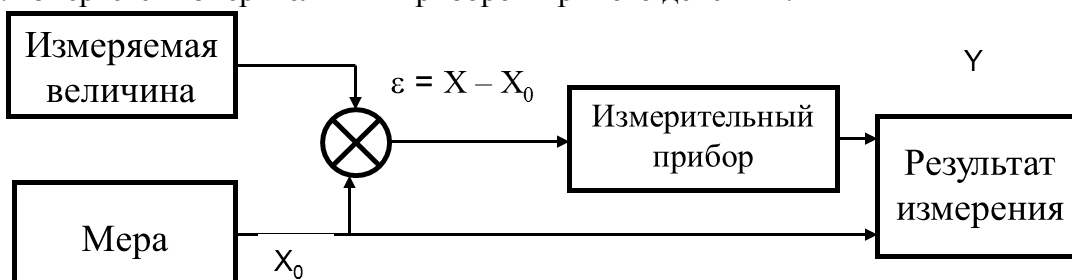 Измеряемая
величина
ε = X – X₀
Y
Измерительный
прибор
Результат
измерения
Мера
X₀